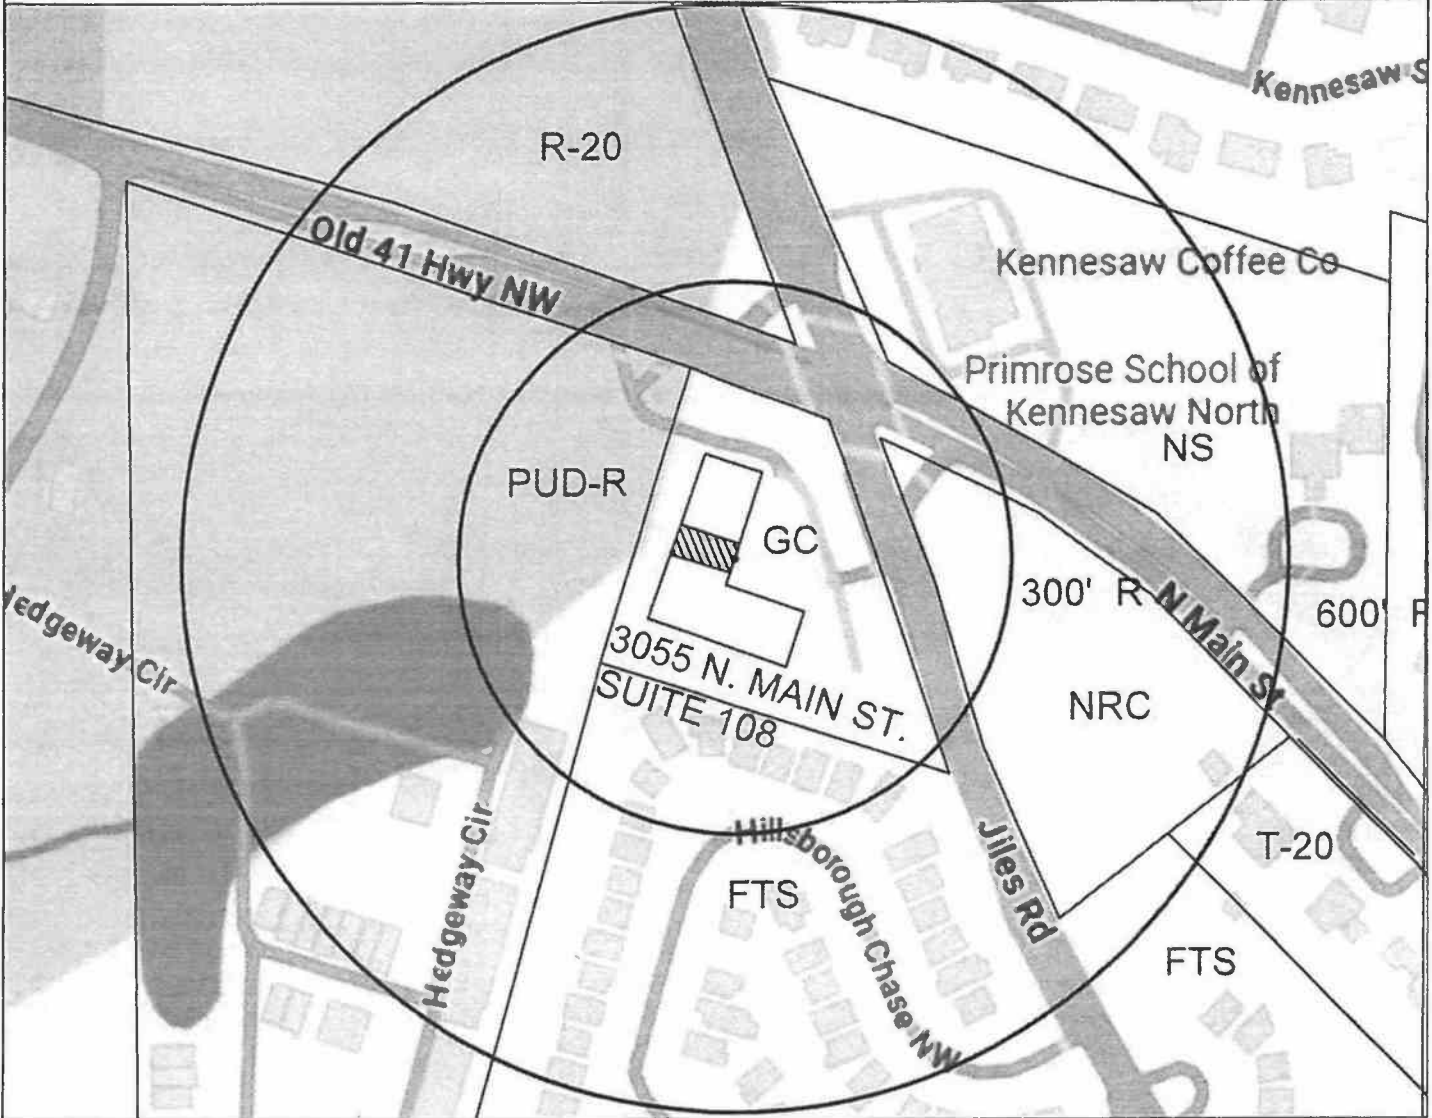 Kennesaw S
R-20
Old 41 Hwy NW
Kennesaw Coffee Co
Primrose School of
Kennesaw North
NS
PUD-R
GC
300' R
N Main St
600' R
Hedgeway Cir
3055 N. MAIN ST.
SUITE 108
NRC
Hedgeway Cir
Hillsborough Chase NW
Jiles Rd
T-20
FTS
FTS